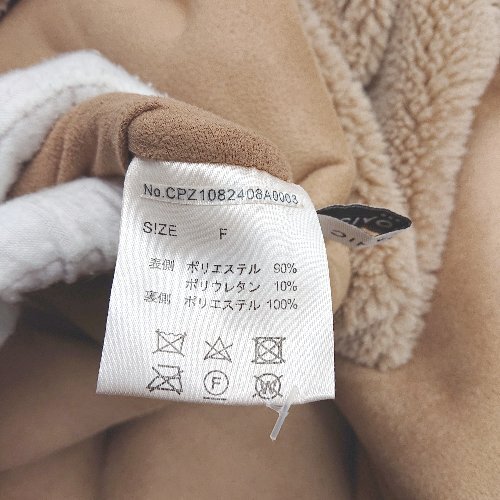 No.CPZ1082408A0003
SIZE F
表側 ポリエステル 90%
ポリウレタン 10%
裏側 ポリエステル 100%
F
W